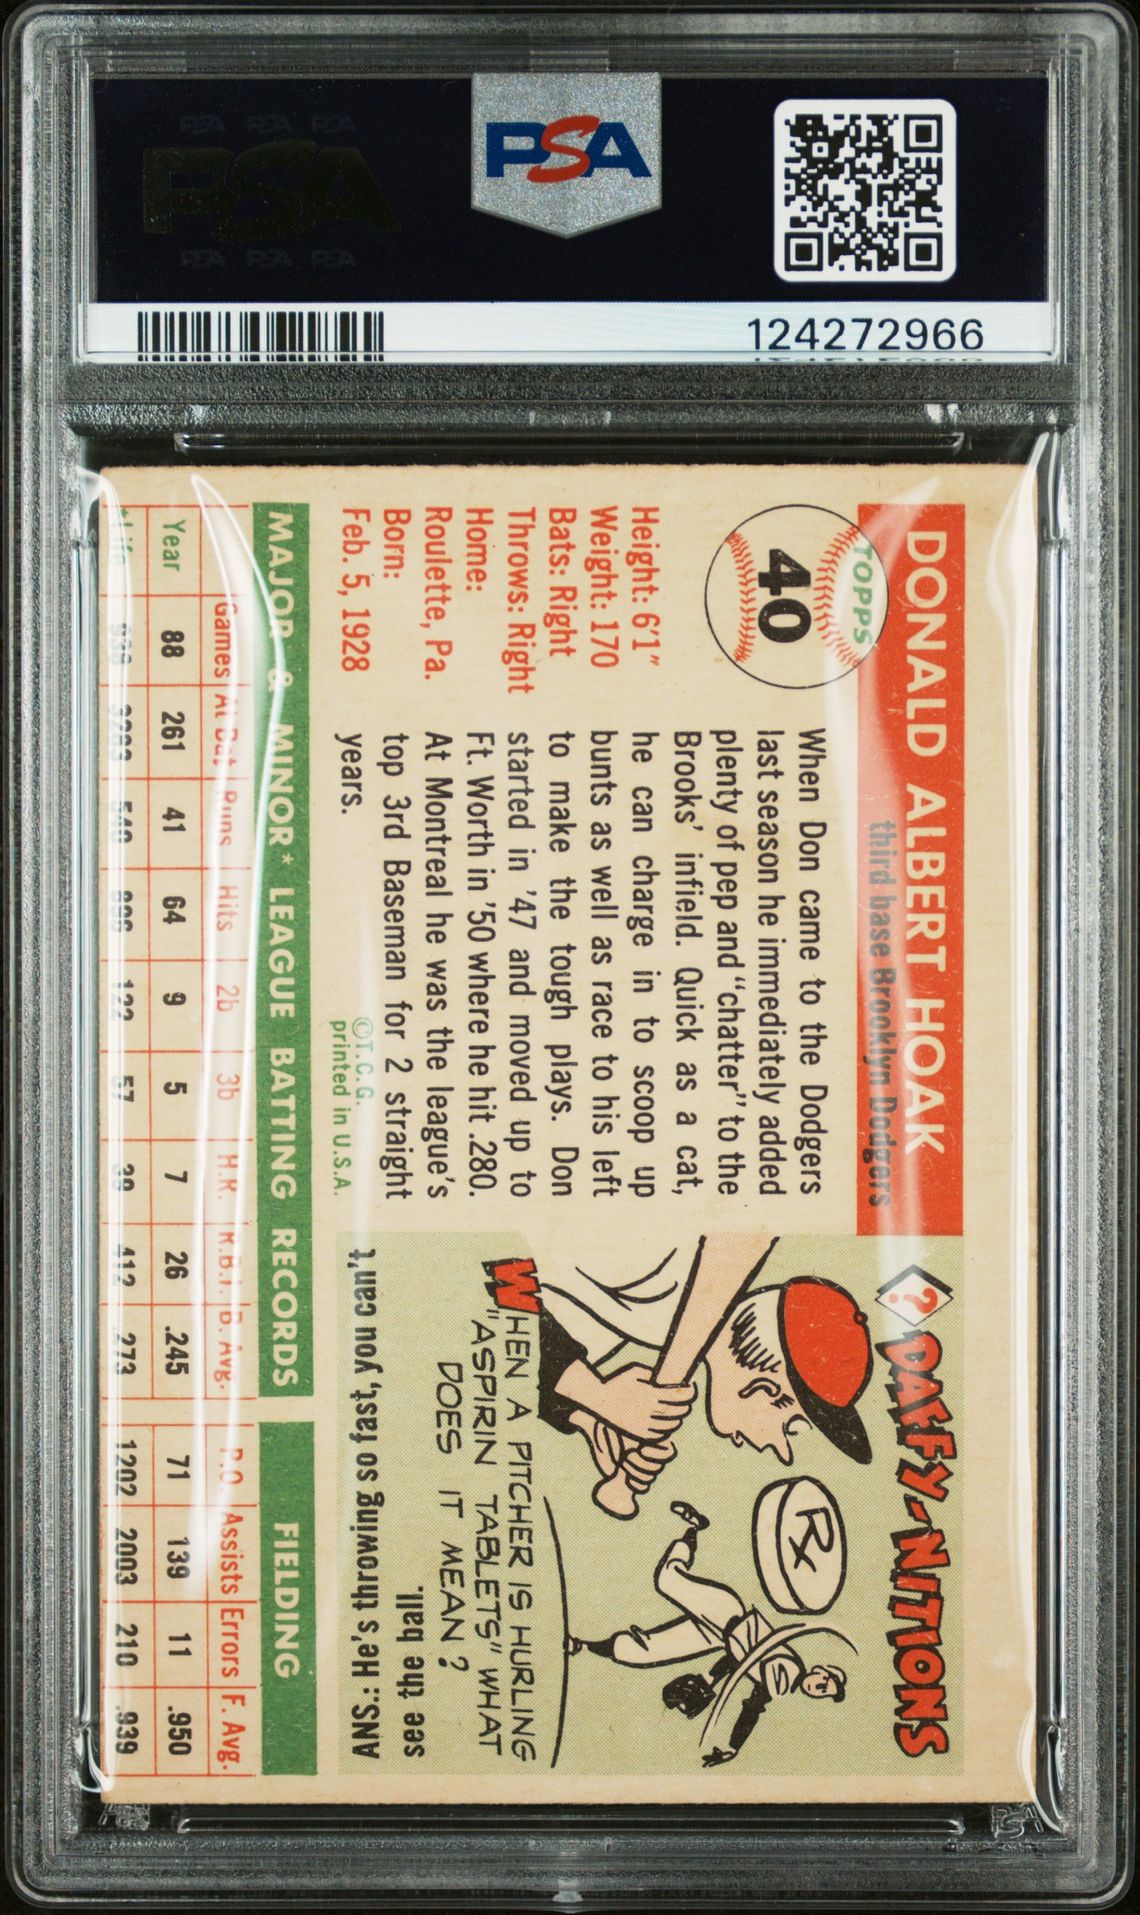 PSA
124272966
TOPPS
40
DONALD ALBERT HOAK
third base Brooklyn Dodgers
Height: 6'1"
Weight: 170
Bats: Right
Throws: Right
Home:
Roulette, Pa.
Born:
Feb. 5, 1928
When Don came to the Dodgers
last season he immediately added
plenty of pep and "chatter" to the
Brooks' infield. Quick as a cat,
he can charge in to scoop up
bunts as well as race to his left
to make the tough plays. Don
started in '47 and moved up to
Ft. Worth in '50 where he hit .280.
At Montreal he was the league's
top 3rd Baseman for 2 straight
years.
©T.C.G.
printed in U.S.A.
? DAFFY-NITIONS
Rx
WHEN A PITCHER IS HURLING
"ASPIRIN TABLETS" WHAT
DOES IT MEAN?
ANS.: He's throwing so fast, you can't
see the ball.
MAJOR & MINOR* LEAGUE BATTING RECORDS FIELDING
Games At Bat Runs Hits 2b 3b H.R. R.B.I. B. Avg. P.O. Assists Errors F. Avg.
Year 88 261 41 64 9 5 7 26 .245 71 139 11 .950
Life 122 57 39 412 .273 1202 2003 210 .939